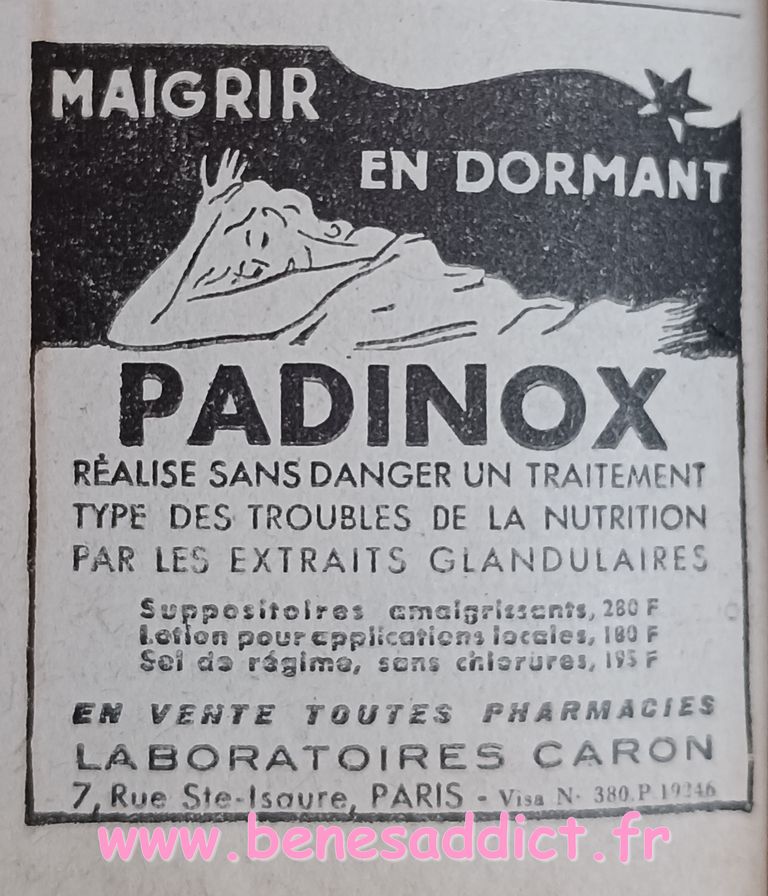 MAIGRIR
EN DORMANT
PADINOX
RÉALISE SANS DANGER UN TRAITEMENT
TYPE DES TROUBLES DE LA NUTRITION
PAR LES EXTRAITS GLANDULAIRES
Suppositoires amaigrissants, 280 F
Lotion pour applications locales, 180 F
Sel de régime, sans chlorures, 195 F
EN VENTE TOUTES PHARMACIES
LABORATOIRES CARON
7, Rue Ste-Isaure, PARIS - Visa N· 380.P.19246
www.benesaddict.fr